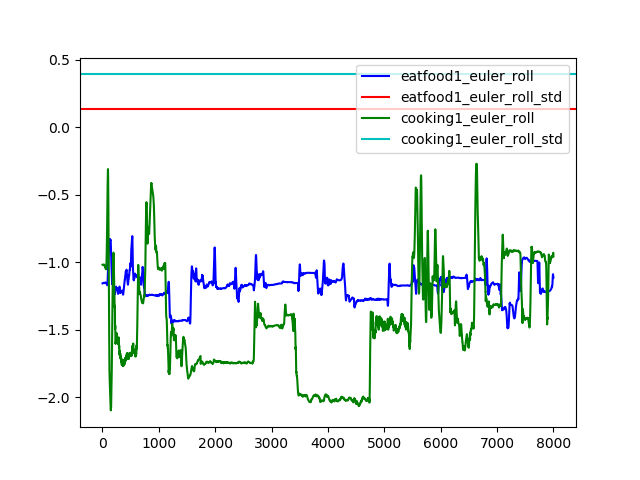 0.5
0.0
−0.5
−1.0
−1.5
−2.0
0 1000 2000 3000 4000 5000 6000 7000 8000
eatfood1_euler_roll
eatfood1_euler_roll_std
cooking1_euler_roll
cooking1_euler_roll_std